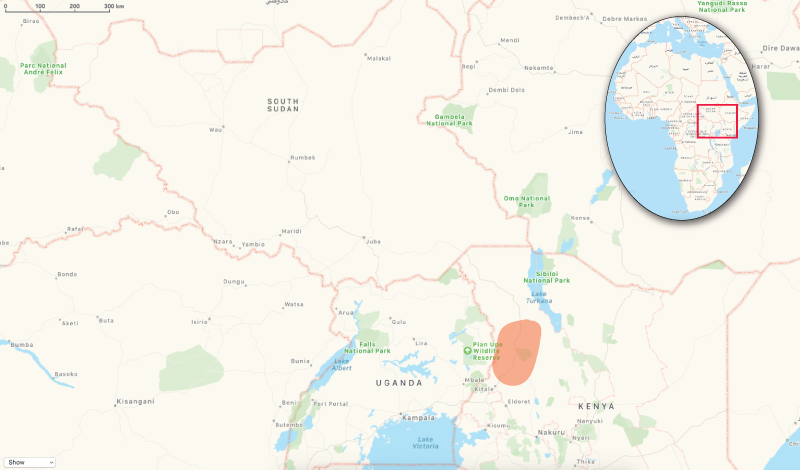 0 100 200 300 km
Birao
Parc National
André Félix
Malakal
SOUTH
SUDAN
Wau
Rumbek
Obo
Rafai
Nzara
Yambio
Maridi
Juba
Bondo
Dungu
Watsa
Aketi
Buta
Isirio
Bumba
Basoko
Kisangani
Bunia
Beni
Butembo
Arua
Gulu
Lira
Falls
National Park
Lake
Albert
UGANDA
Fort Portal
Kampala
Lake
Victoria
Mbale
Kitale
Eldoret
Kisumu
Nakuru
Nyeri
Nanyuki
Thika
KENYA
Pian Upe
Wildlife
Reserve
Lake
Turkana
Sibiloi
National Park
Konso
Omo National
Park
Jima
Gambela
National Park
Dembi Dolo
Begi
Mendi
Nekemte
Dembech'A
Debre Markos
Yangudi Rassa
National Park
Dire Dawa
Harar
Show